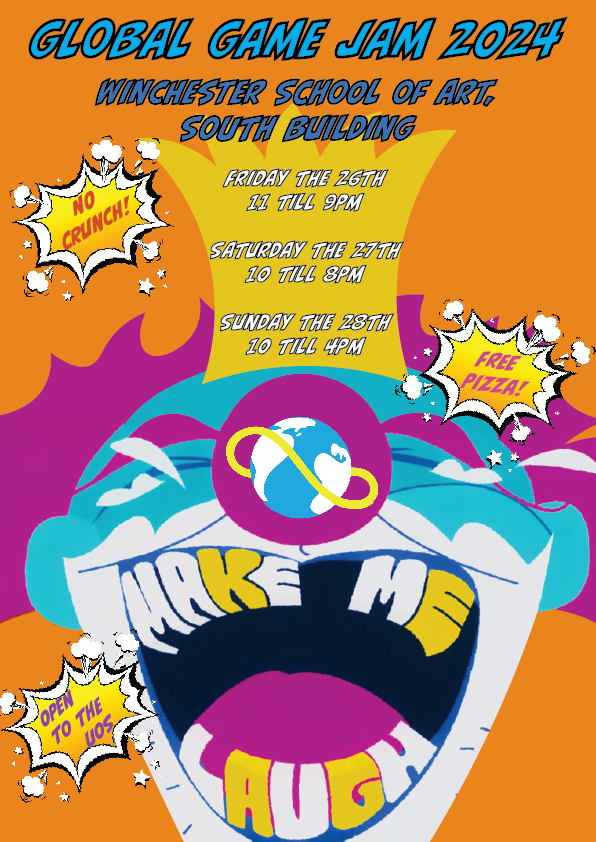 GLOBAL GAME JAM 2024
WINCHESTER SCHOOL OF ART,
SOUTH BUILDING
FRIDAY THE 26TH
11 TILL 9PM
NO
CRUNCH!
SATURDAY THE 27TH
10 TILL 8PM
SUNDAY THE 28TH
10 TILL 4PM
FREE
PIZZA!
MAKE ME
OPEN
TO THE
UOS
LAUGH